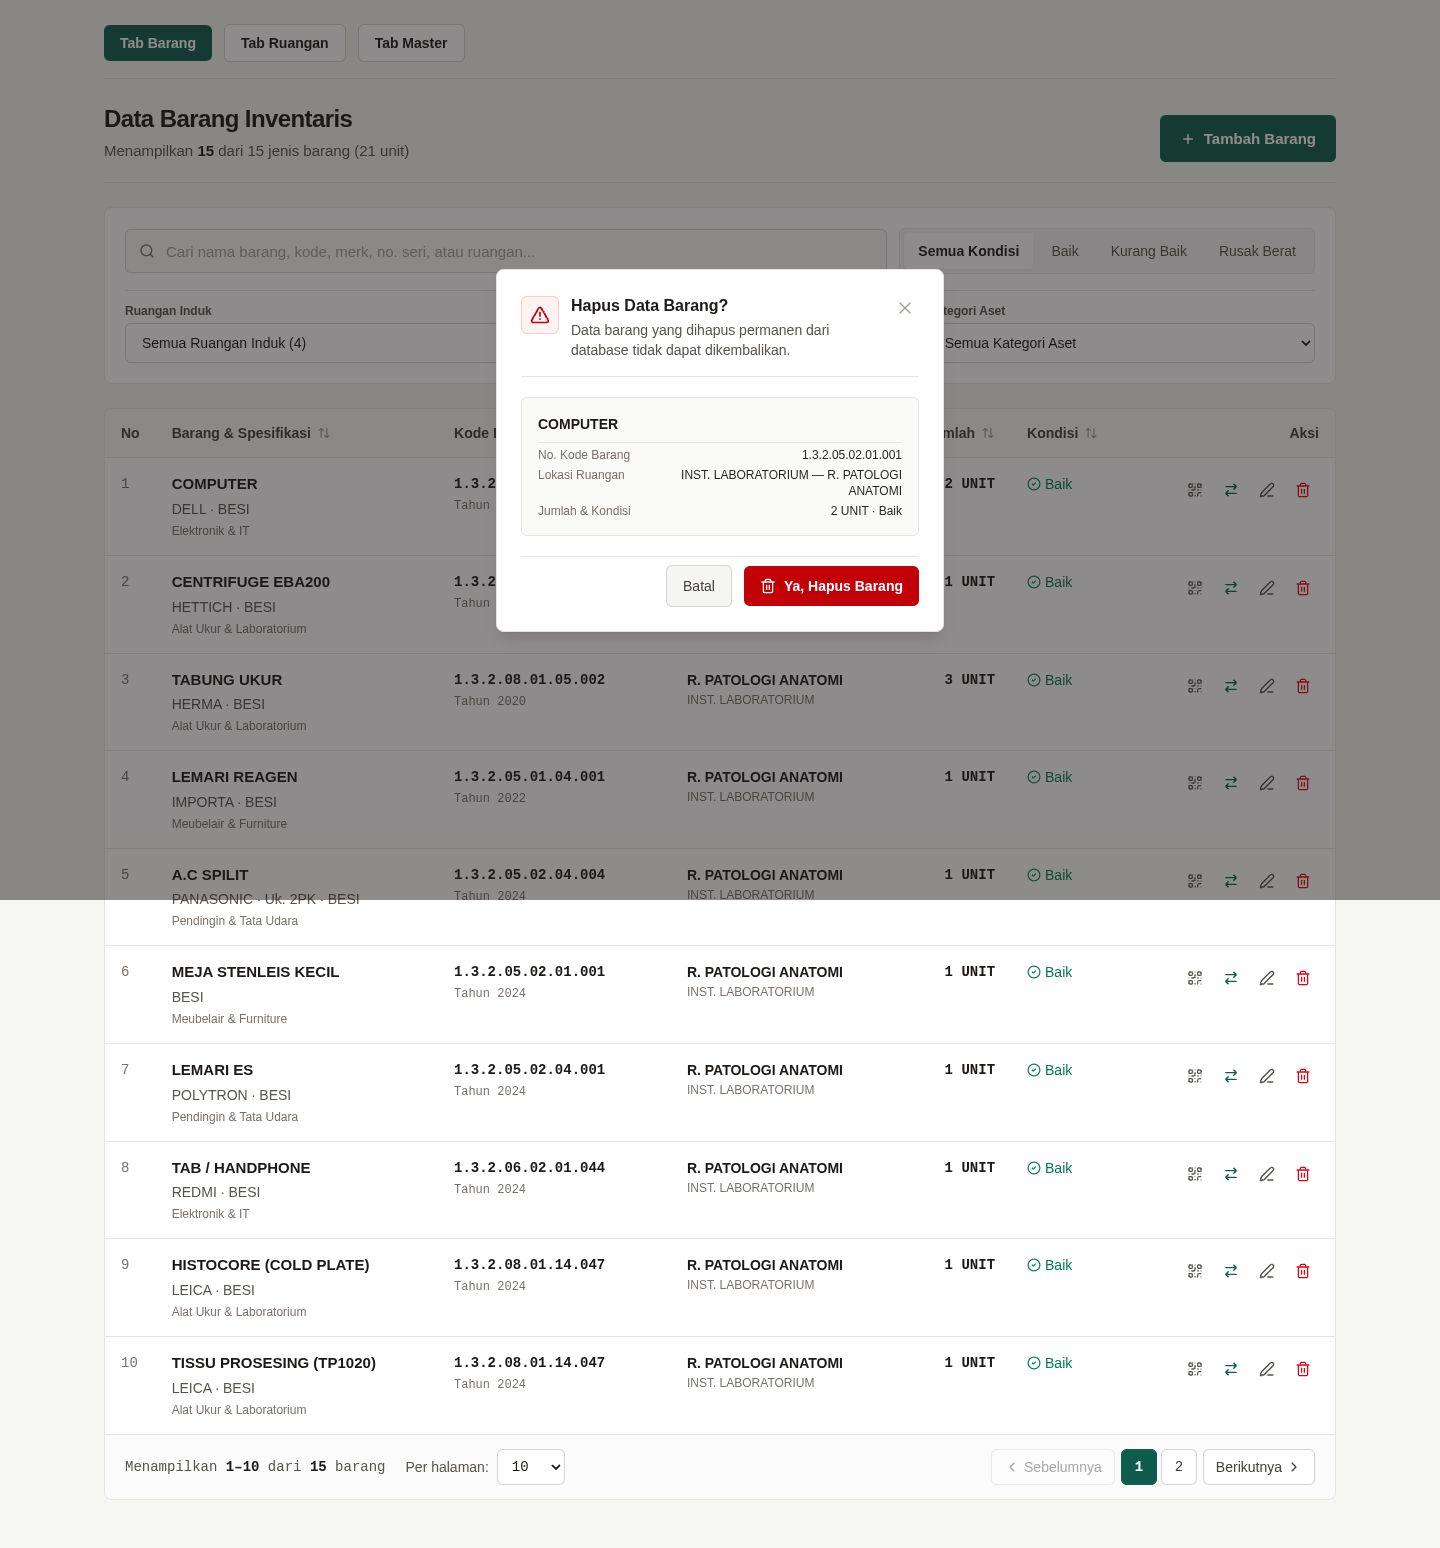 Tab Barang Tab Ruangan Tab Master
Data Barang Inventaris
Menampilkan 15 dari 15 jenis barang (21 unit)
Tambah Barang
Cari nama barang, kode, merk, no. seri, atau ruangan...
Semua Kondisi Baik Kurang Baik Rusak Berat
Ruangan Induk
Semua Ruangan Induk (4)
tegori Aset
Semua Kategori Aset
Hapus Data Barang?
Data barang yang dihapus permanen dari
database tidak dapat dikembalikan.
COMPUTER
No. Kode Barang 1.3.2.05.02.01.001
Lokasi Ruangan INST. LABORATORIUM — R. PATOLOGI
ANATOMI
Jumlah & Kondisi 2 UNIT · Baik
Batal Ya, Hapus Barang
No Barang & Spesifikasi Kode mlah Kondisi Aksi
1 COMPUTER 1.3.2 2 UNIT Baik
DELL · BESI Tahun
Elektronik & IT
2 CENTRIFUGE EBA200 1.3.2 1 UNIT Baik
HETTICH · BESI Tahun
Alat Ukur & Laboratorium
3 TABUNG UKUR 1.3.2.08.01.05.002 R. PATOLOGI ANATOMI 3 UNIT Baik
HERMA · BESI Tahun 2020 INST. LABORATORIUM
Alat Ukur & Laboratorium
4 LEMARI REAGEN 1.3.2.05.01.04.001 R. PATOLOGI ANATOMI 1 UNIT Baik
IMPORTA · BESI Tahun 2022 INST. LABORATORIUM
Meubelair & Furniture
5 A.C SPILIT 1.3.2.05.02.04.004 R. PATOLOGI ANATOMI 1 UNIT Baik
PANASONIC · Uk. 2PK · BESI Tahun 2024 INST. LABORATORIUM
Pendingin & Tata Udara
6 MEJA STENLEIS KECIL 1.3.2.05.02.01.001 R. PATOLOGI ANATOMI 1 UNIT Baik
BESI Tahun 2024 INST. LABORATORIUM
Meubelair & Furniture
7 LEMARI ES 1.3.2.05.02.04.001 R. PATOLOGI ANATOMI 1 UNIT Baik
POLYTRON · BESI Tahun 2024 INST. LABORATORIUM
Pendingin & Tata Udara
8 TAB / HANDPHONE 1.3.2.06.02.01.044 R. PATOLOGI ANATOMI 1 UNIT Baik
REDMI · BESI Tahun 2024 INST. LABORATORIUM
Elektronik & IT
9 HISTOCORE (COLD PLATE) 1.3.2.08.01.14.047 R. PATOLOGI ANATOMI 1 UNIT Baik
LEICA · BESI Tahun 2024 INST. LABORATORIUM
Alat Ukur & Laboratorium
10 TISSU PROSESING (TP1020) 1.3.2.08.01.14.047 R. PATOLOGI ANATOMI 1 UNIT Baik
LEICA · BESI Tahun 2024 INST. LABORATORIUM
Alat Ukur & Laboratorium
Menampilkan 1–10 dari 15 barang Per halaman: 10 Sebelumnya 1 2 Berikutnya